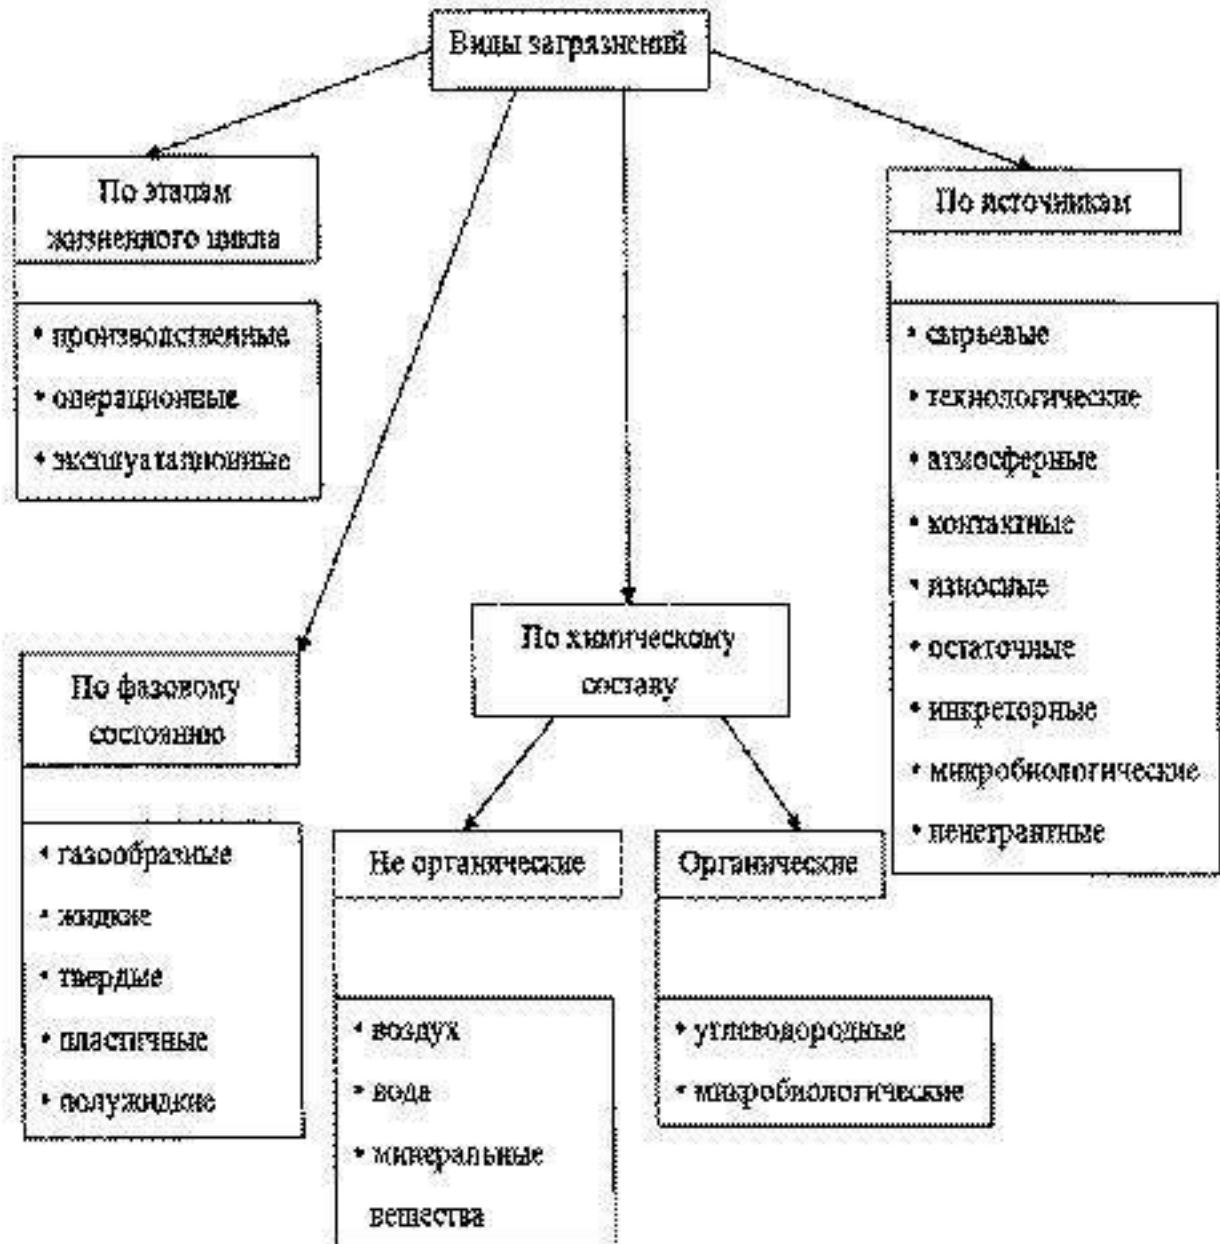 Виды загрязнений
По этапам
жизненного цикла
• производственные
• операционные
• эксплуатационные
По источникам
• сырьевые
• технологические
• атмосферные
• контактные
• износные
• остаточные
• инкреторные
• микробиологические
• пенетрантные
По химическому
составу
По фазовому
состоянию
• газообразные
• жидкие
• твердые
• пластичные
• полужидкие
Не органические
• воздух
• вода
• минеральные
вещества
Органические
• углеводородные
• микробиологические